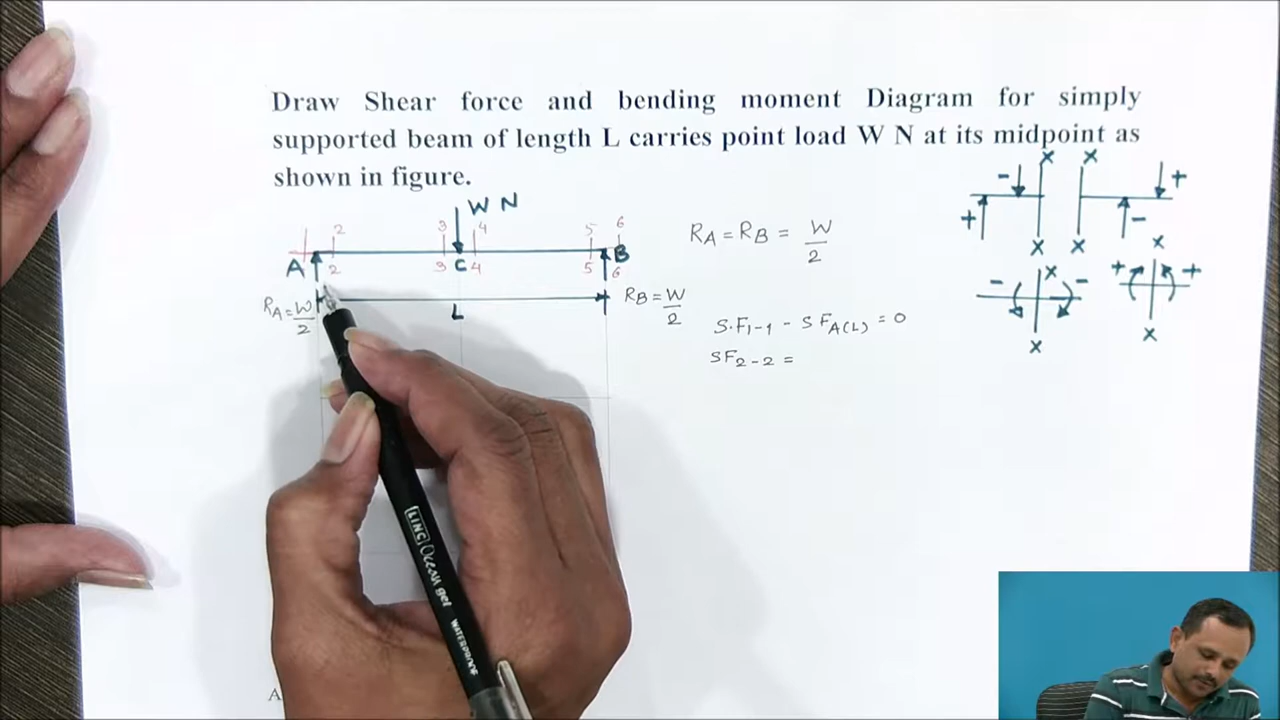 Draw Shear force and bending moment Diagram for simply
supported beam of length L carries point load W N at its midpoint as
shown in figure.
W N
2 3 4 5 6
A 2 3 C 4 5 6 B
RA = W/2
L
RB = W/2
RA = RB = W/2
S.F1-1 - SFA(L) = 0
SF2-2 =
- x x +
+ x x -
- x - + x +
x x
LINC Ocean gel WATERPROOF
A